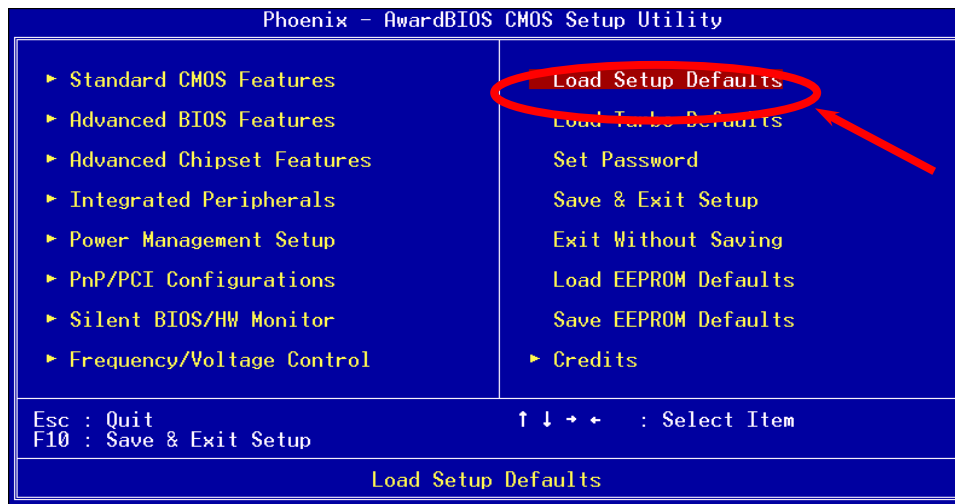 Phoenix - AwardBIOS CMOS Setup Utility
► Standard CMOS Features
► Advanced BIOS Features
► Advanced Chipset Features
► Integrated Peripherals
► Power Management Setup
► PnP/PCI Configurations
► Silent BIOS/HW Monitor
► Frequency/Voltage Control
Load Setup Defaults
Load Turbo Defaults
Set Password
Save & Exit Setup
Exit Without Saving
Load EEPROM Defaults
Save EEPROM Defaults
► Credits
Esc : Quit
F10 : Save & Exit Setup
↑ ↓ → ← : Select Item
Load Setup Defaults